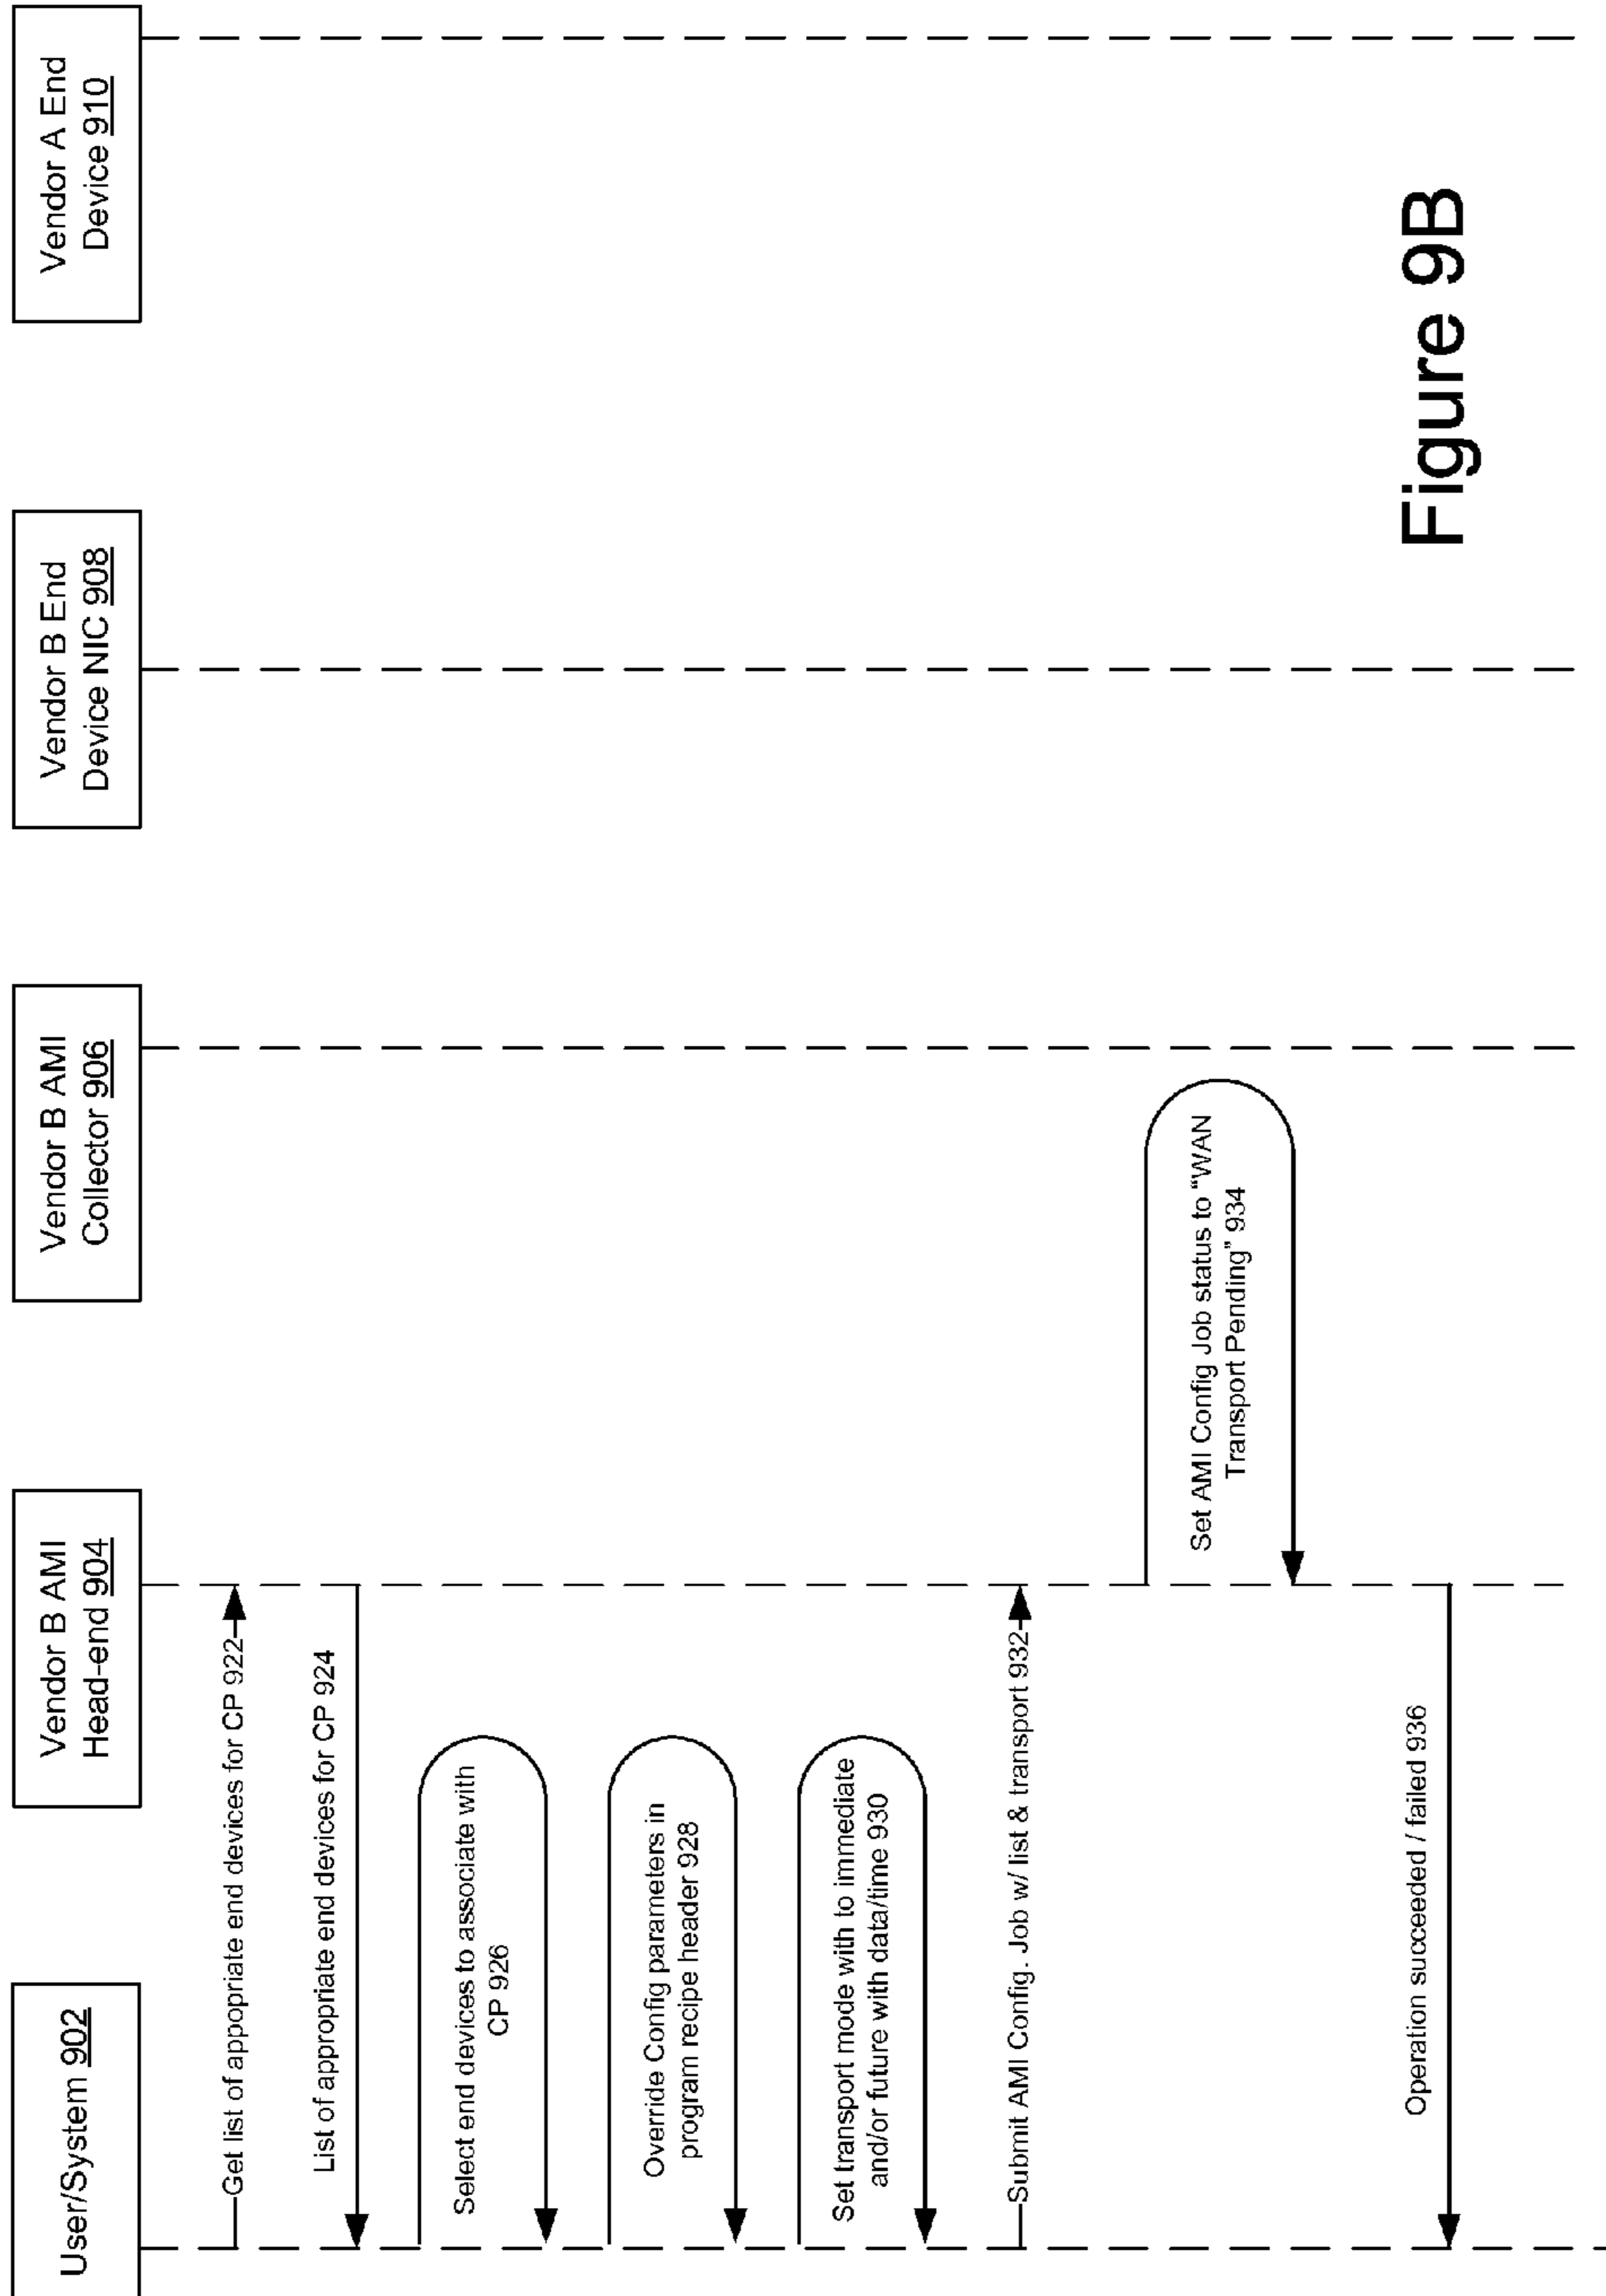 User/System 902
Vendor B AMI
Head-end 904
Vendor B AMI
Collector 906
Vendor B End
Device NIC 908
Vendor A End
Device 910
Get list of appopriate end devices for CP 922
List of appropriate end devices for CP 924
Select end devices to associate with
CP 926
Override Config parameters in
program recipe header 928
Set transport mode with to immediate
and/or future with data/time 930
Submit AMI Config. Job w/ list & transport 932
Set AMI Config Job status to “WAN
Transport Pending” 934
Operation succeeded / failed 936
Figure 9B